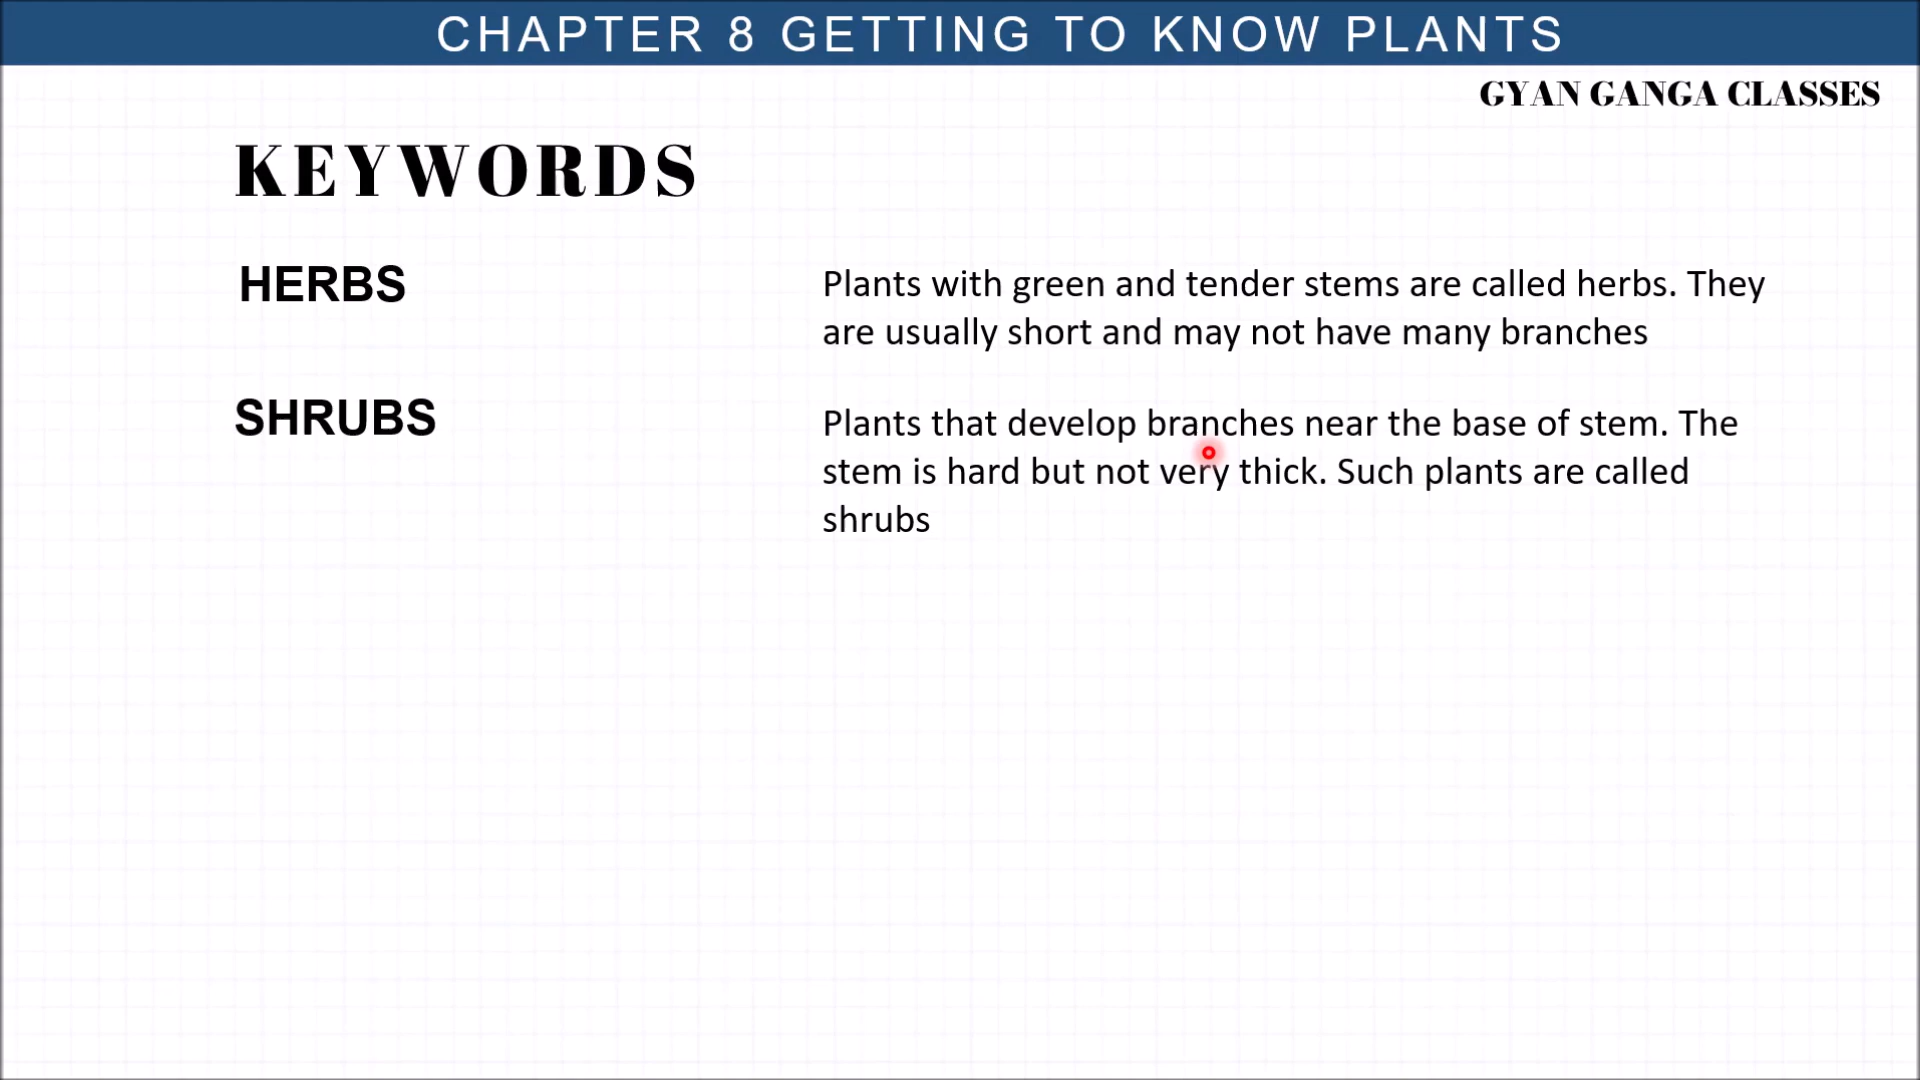 CHAPTER 8 GETTING TO KNOW PLANTS
GYAN GANGA CLASSES
KEYWORDS
HERBS
Plants with green and tender stems are called herbs. They
are usually short and may not have many branches
SHRUBS
Plants that develop branches near the base of stem. The
stem is hard but not very thick. Such plants are called
shrubs